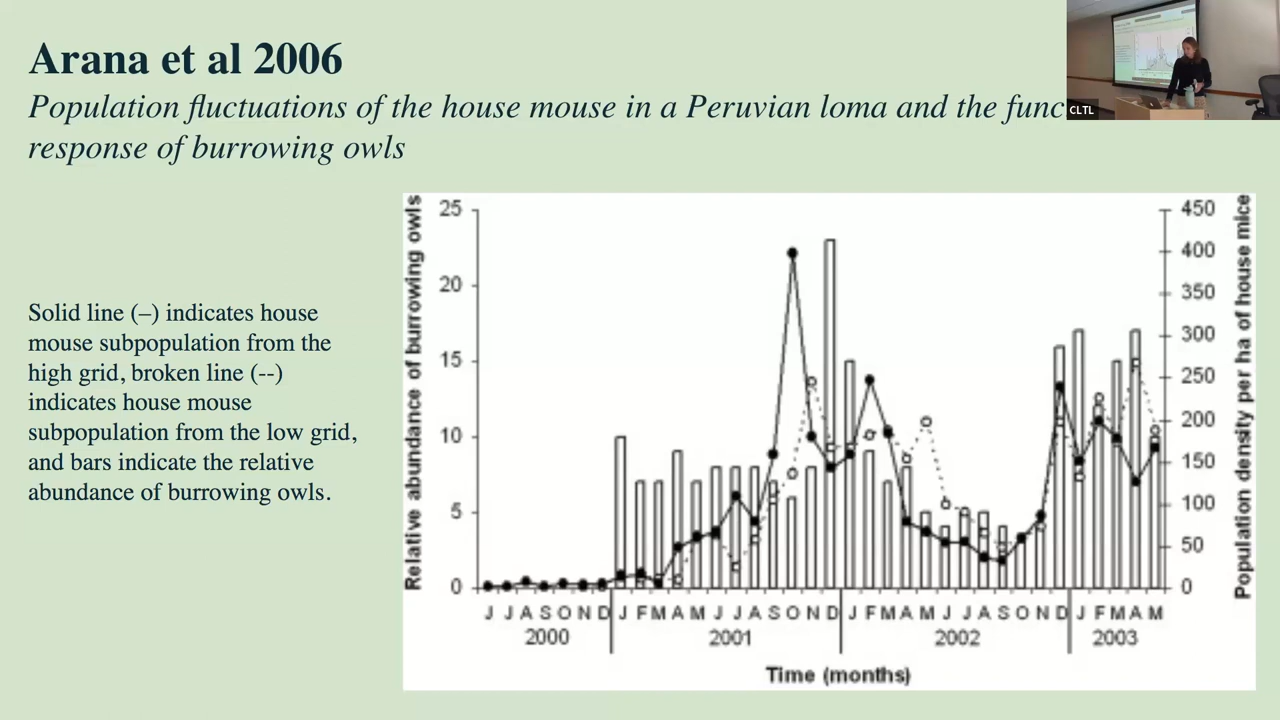 Arana et al 2006
Population fluctuations of the house mouse in a Peruvian loma and the func
response of burrowing owls
CLTL
Solid line (–) indicates house
mouse subpopulation from the
high grid, broken line (--)
indicates house mouse
subpopulation from the low grid,
and bars indicate the relative
abundance of burrowing owls.
Relative abundance of burrowing owls
25
20
15
10
5
0
450
400
350
300
250
200
150
100
50
0
Population density per ha of house mice
J J A S O N D J F M A M J J A S O N D J F M A M J J A S O N D J F M A M
2000 2001 2002 2003
Time (months)